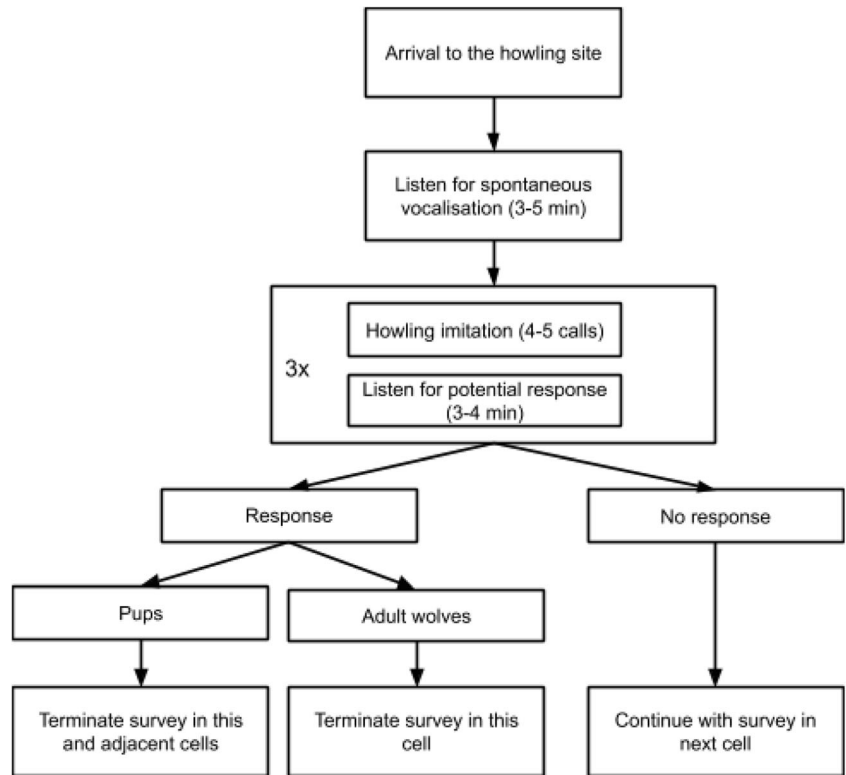 Arrival to the howling site
Listen for spontaneous
vocalisation (3-5 min)
3x
Howling imitation (4-5 calls)
Listen for potential response
(3-4 min)
Response
No response
Pups
Adult wolves
Terminate survey in this
and adjacent cells
Terminate survey in this
cell
Continue with survey in
next cell